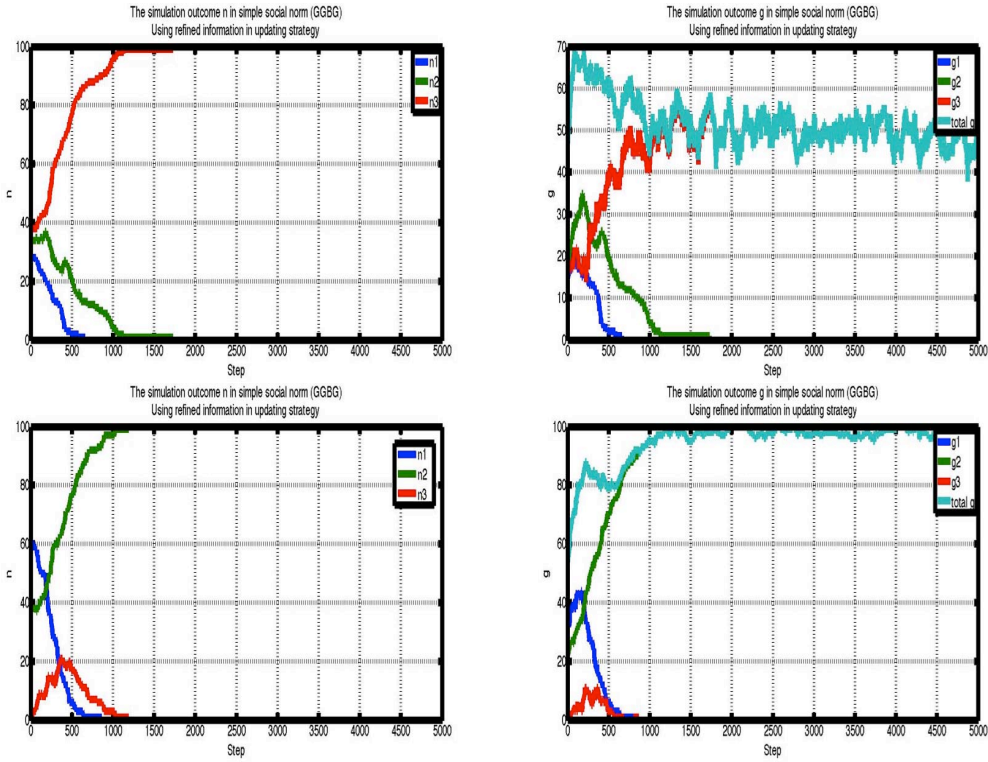 The simulation outcome n in simple social norm (GGBG)
Using refined information in updating strategy
100
80
60
40
20
0
n
0 500 1000 1500 2000 2500 3000 3500 4000 4500 5000
Step
n1
n2
n3
The simulation outcome g in simple social norm (GGBG)
Using refined information in updating strategy
70
60
50
40
30
20
10
0
g
0 500 1000 1500 2000 2500 3000 3500 4000 4500 5000
Step
g1
g2
g3
total g
The simulation outcome n in simple social norm (GGBG)
Using refined information in updating strategy
100
80
60
40
20
0
n
0 500 1000 1500 2000 2500 3000 3500 4000 4500 5000
Step
n1
n2
n3
The simulation outcome g in simple social norm (GGBG)
Using refined information in updating strategy
100
80
60
40
20
0
g
0 500 1000 1500 2000 2500 3000 3500 4000 4500 5000
Step
g1
g2
g3
total g